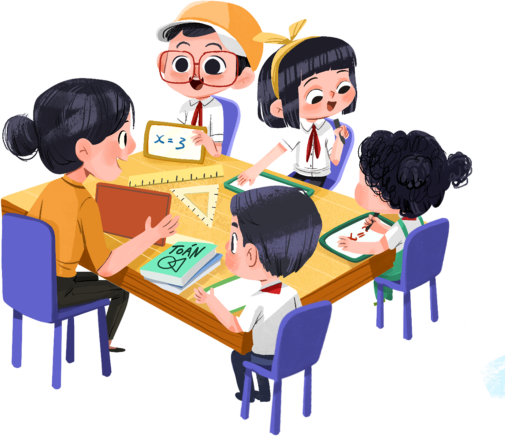 x = 3
TOÁN
x =